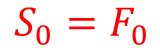 S₀ = F₀